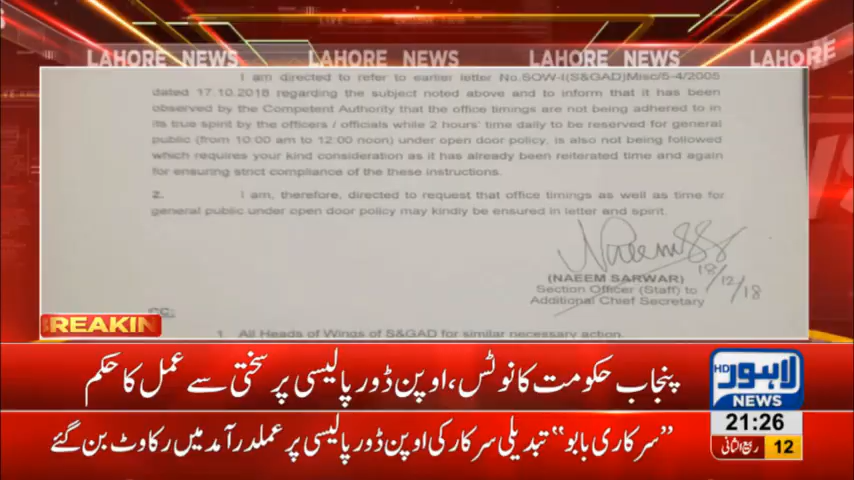 LAHORE NEWS LAHORE NEWS LAHORE NEWS LAHOR
I am directed to refer to earlier letter No.SOW-I(S&GAD)Misc/5-4/2005
dated 17.10.2018 regarding the subject noted above and to inform that it has been
observed by the Competent Authority that the office timings are not being adhered to in
its true spirit by the officers / officials while 2 hours' time daily to be reserved for general
public (from 10:00 am to 12:00 noon) under open door policy, is also not being followed
which requires your kind consideration as it has already been reiterated time and again
for ensuring strict compliance of the these instructions.
2. I am, therefore, directed to request that office timings as well as time for
general public under open door policy may kindly be ensured in letter and spirit.
Naeem
18/12/18
(NAEEM SARWAR)
Section Officer (Staff) to
Additional Chief Secretary
CC:
1. All Heads of Wings of S&GAD for similar necessary action.
BREAKIN
پنجاب حکومت کا نوٹس، اوپن ڈور پالیسی پر سختی سے عمل کا حکم
"سرکاری بابو" تبدیلی سرکار کی اوپن ڈور پالیسی پر عملدرآمد میں رکاوٹ بن گئے
HD
لاہور
NEWS
21:26
12 ربیع الثانی